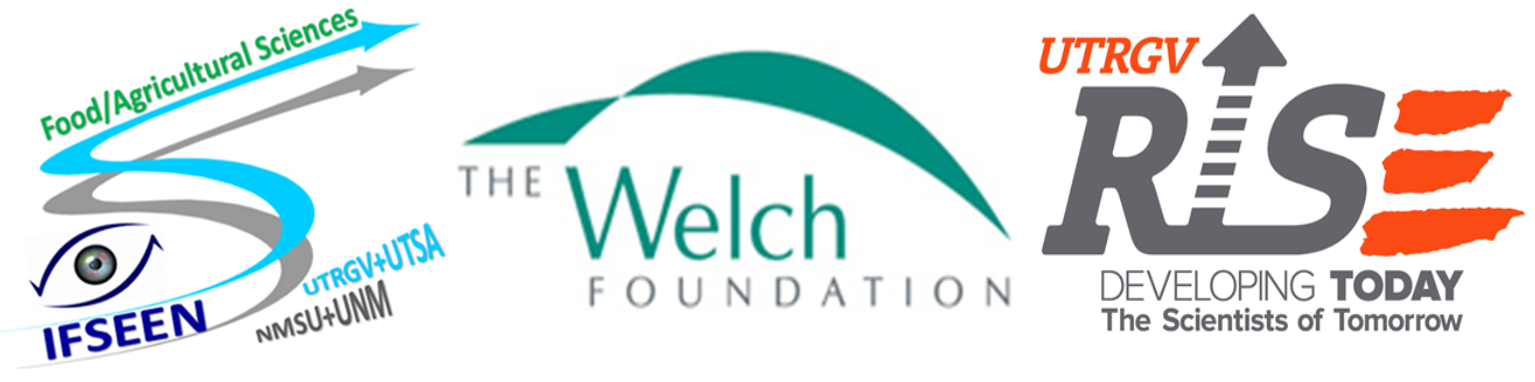 Food/Agricultural Sciences
UTRGV+UTSA
NMSU+UNM
IFSEEN
THE Welch
FOUNDATION
UTRGV
RISE
DEVELOPING TODAY
The Scientists of Tomorrow